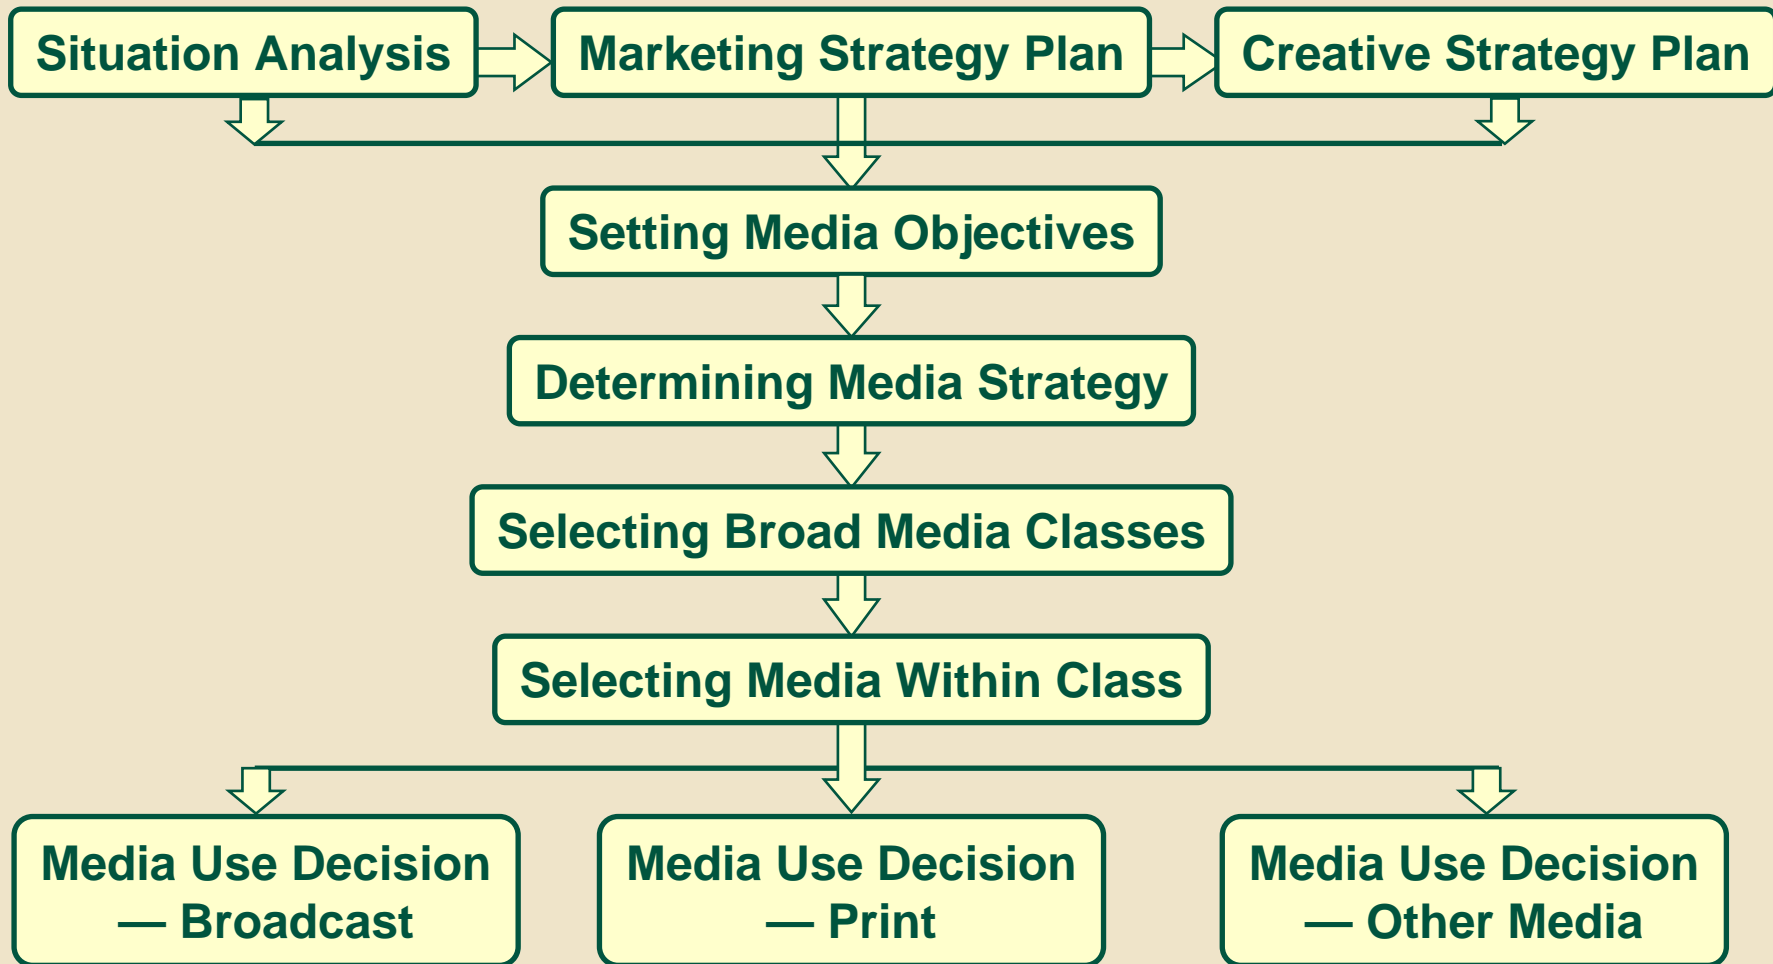 Situation Analysis
Marketing Strategy Plan
Creative Strategy Plan
Setting Media Objectives
Determining Media Strategy
Selecting Broad Media Classes
Selecting Media Within Class
Media Use Decision
— Broadcast
Media Use Decision
— Print
Media Use Decision
— Other Media